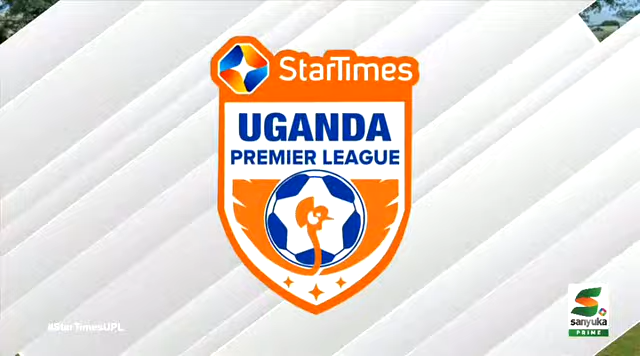 StarTimes
UGANDA
PREMIER LEAGUE
#StarTimesUPL
sanyuka
PRIME